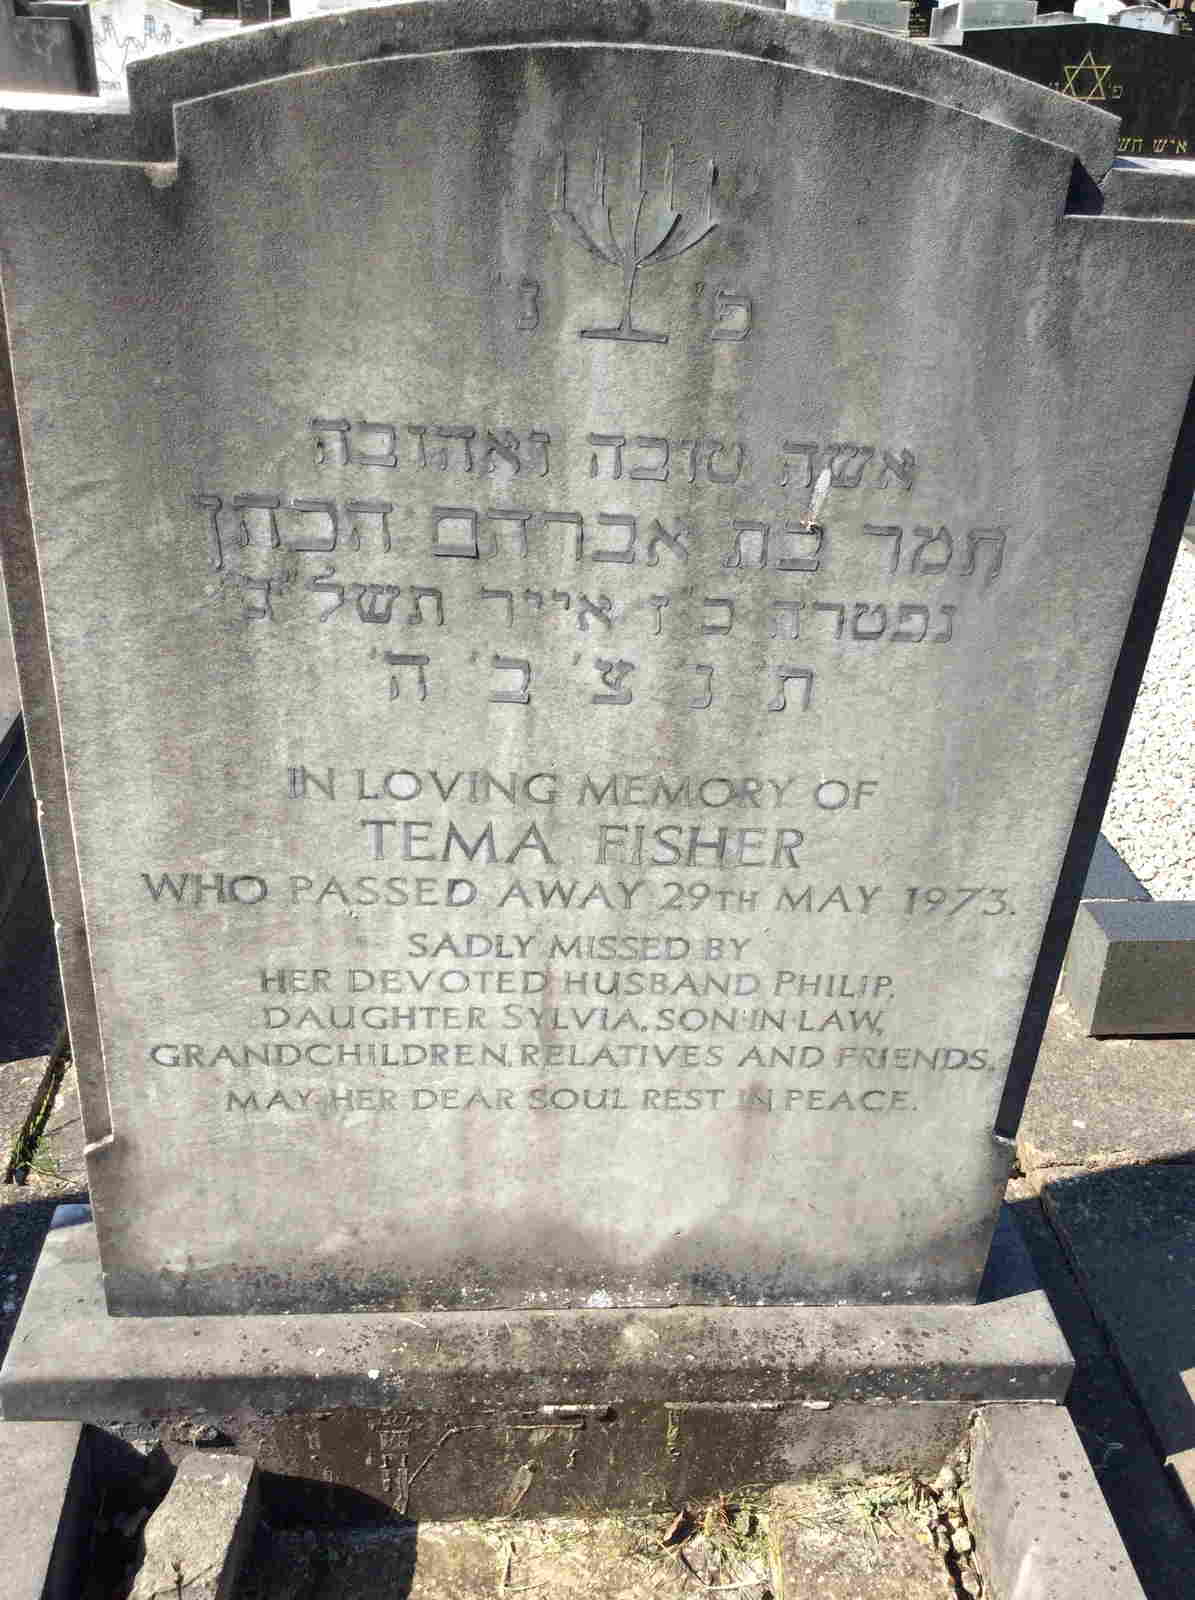 פ' נ'
אשה טובה ואהובה
תמר בת אברהם הכהן
נפטרה כ"ז אייר תשל"ג
ת' נ' צ' ב' ה'
IN LOVING MEMORY OF
TEMA FISHER
WHO PASSED AWAY 29TH MAY 1973.
SADLY MISSED BY
HER DEVOTED HUSBAND PHILIP,
DAUGHTER SYLVIA, SON-IN-LAW,
GRANDCHILDREN, RELATIVES AND FRIENDS.
MAY HER DEAR SOUL REST IN PEACE.
פ' נ'
איש